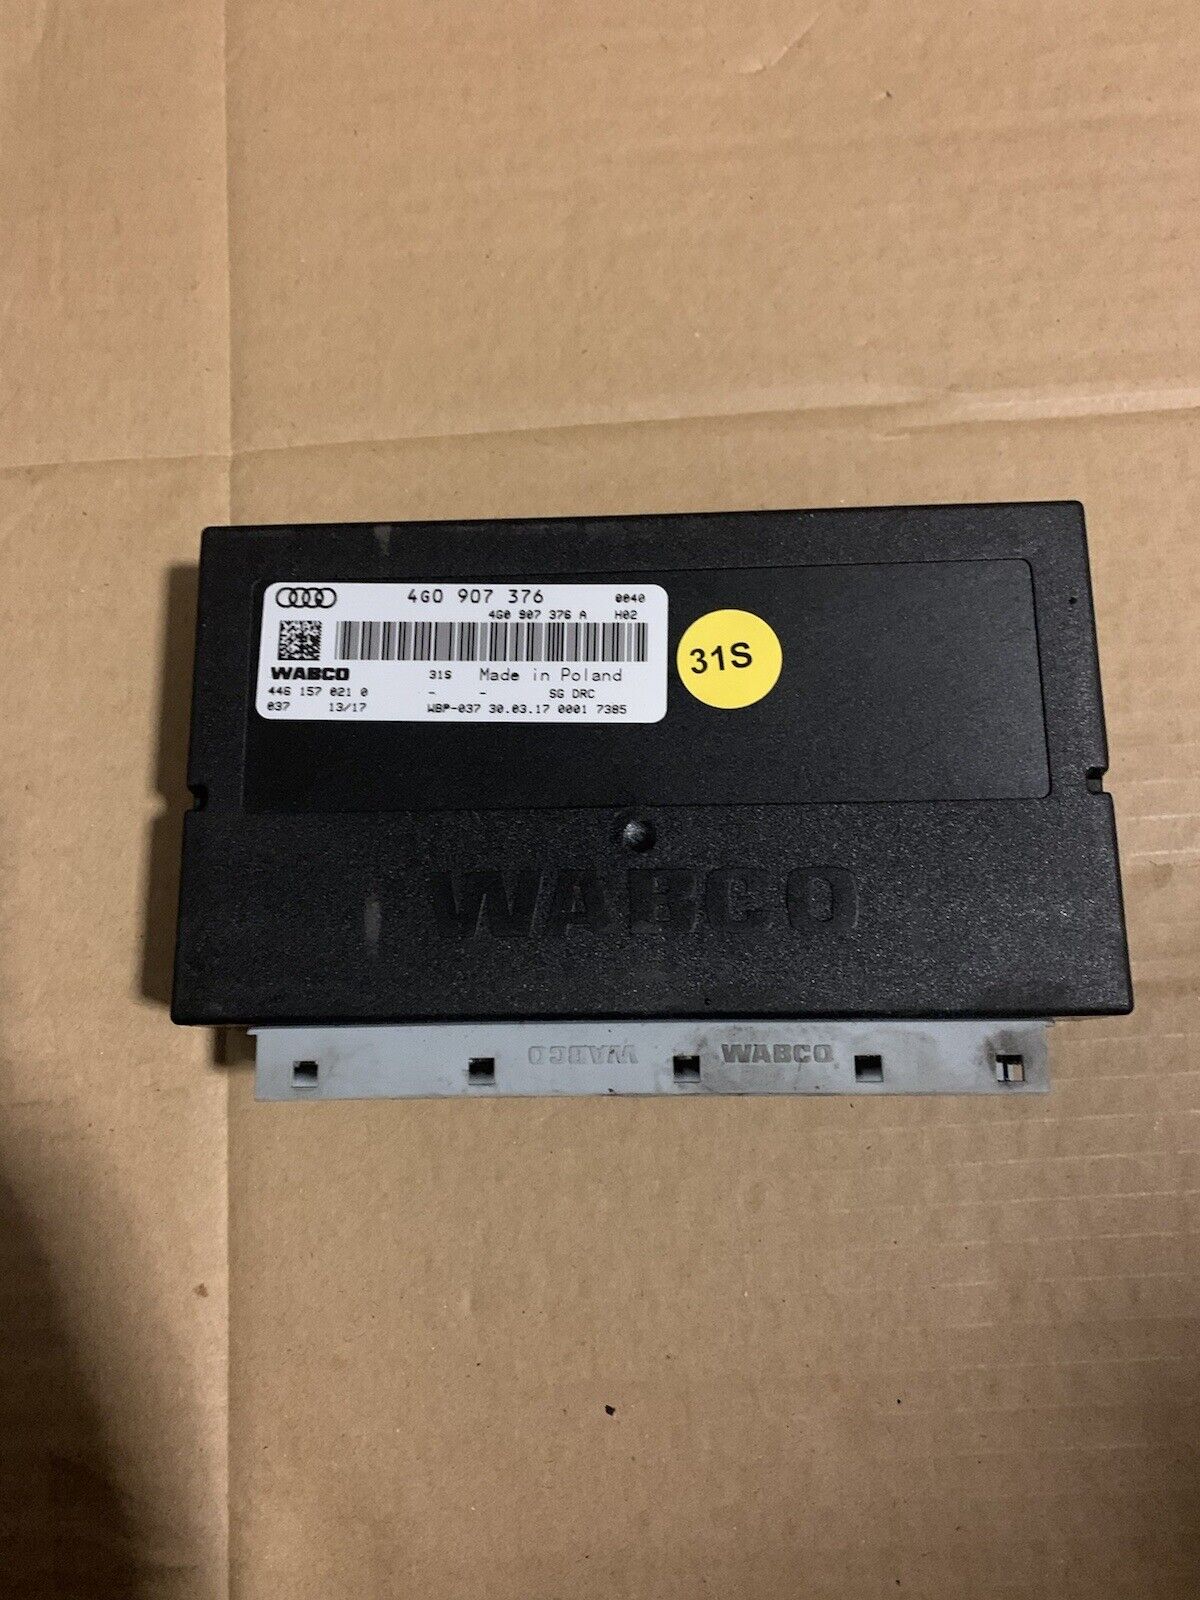 4G0 907 376 0040
4G0 907 376 A H02
WABCO 31S Made in Poland
446 157 021 0 - - SG DRC
037 13/17 WBP-037 30.03.17 0001 7385
31S
WABCO
WABCO WABCO